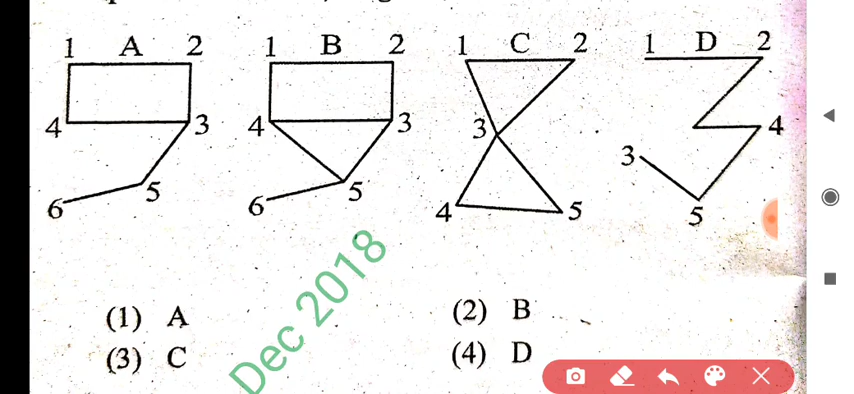 1 A 2 1 B 2 1 C 2 1 D 2
4 3 4 3 3 3 4
6 5 6 5 4 5 5
Dec 2018
(1) A (2) B
(3) C (4) D